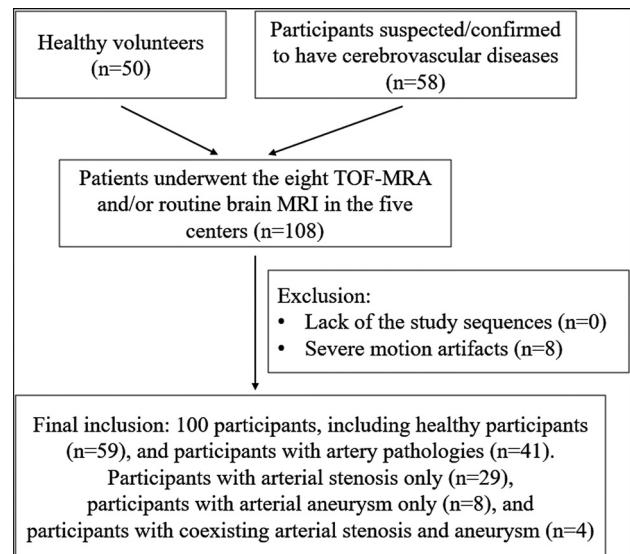 Healthy volunteers
(n=50)
Participants suspected/confirmed
to have cerebrovascular diseases
(n=58)
Patients underwent the eight TOF-MRA
and/or routine brain MRI in the five
centers (n=108)
Exclusion:
• Lack of the study sequences (n=0)
• Severe motion artifacts (n=8)
Final inclusion: 100 participants, including healthy participants
(n=59), and participants with artery pathologies (n=41).
Participants with arterial stenosis only (n=29),
participants with arterial aneurysm only (n=8), and
participants with coexisting arterial stenosis and aneurysm (n=4)